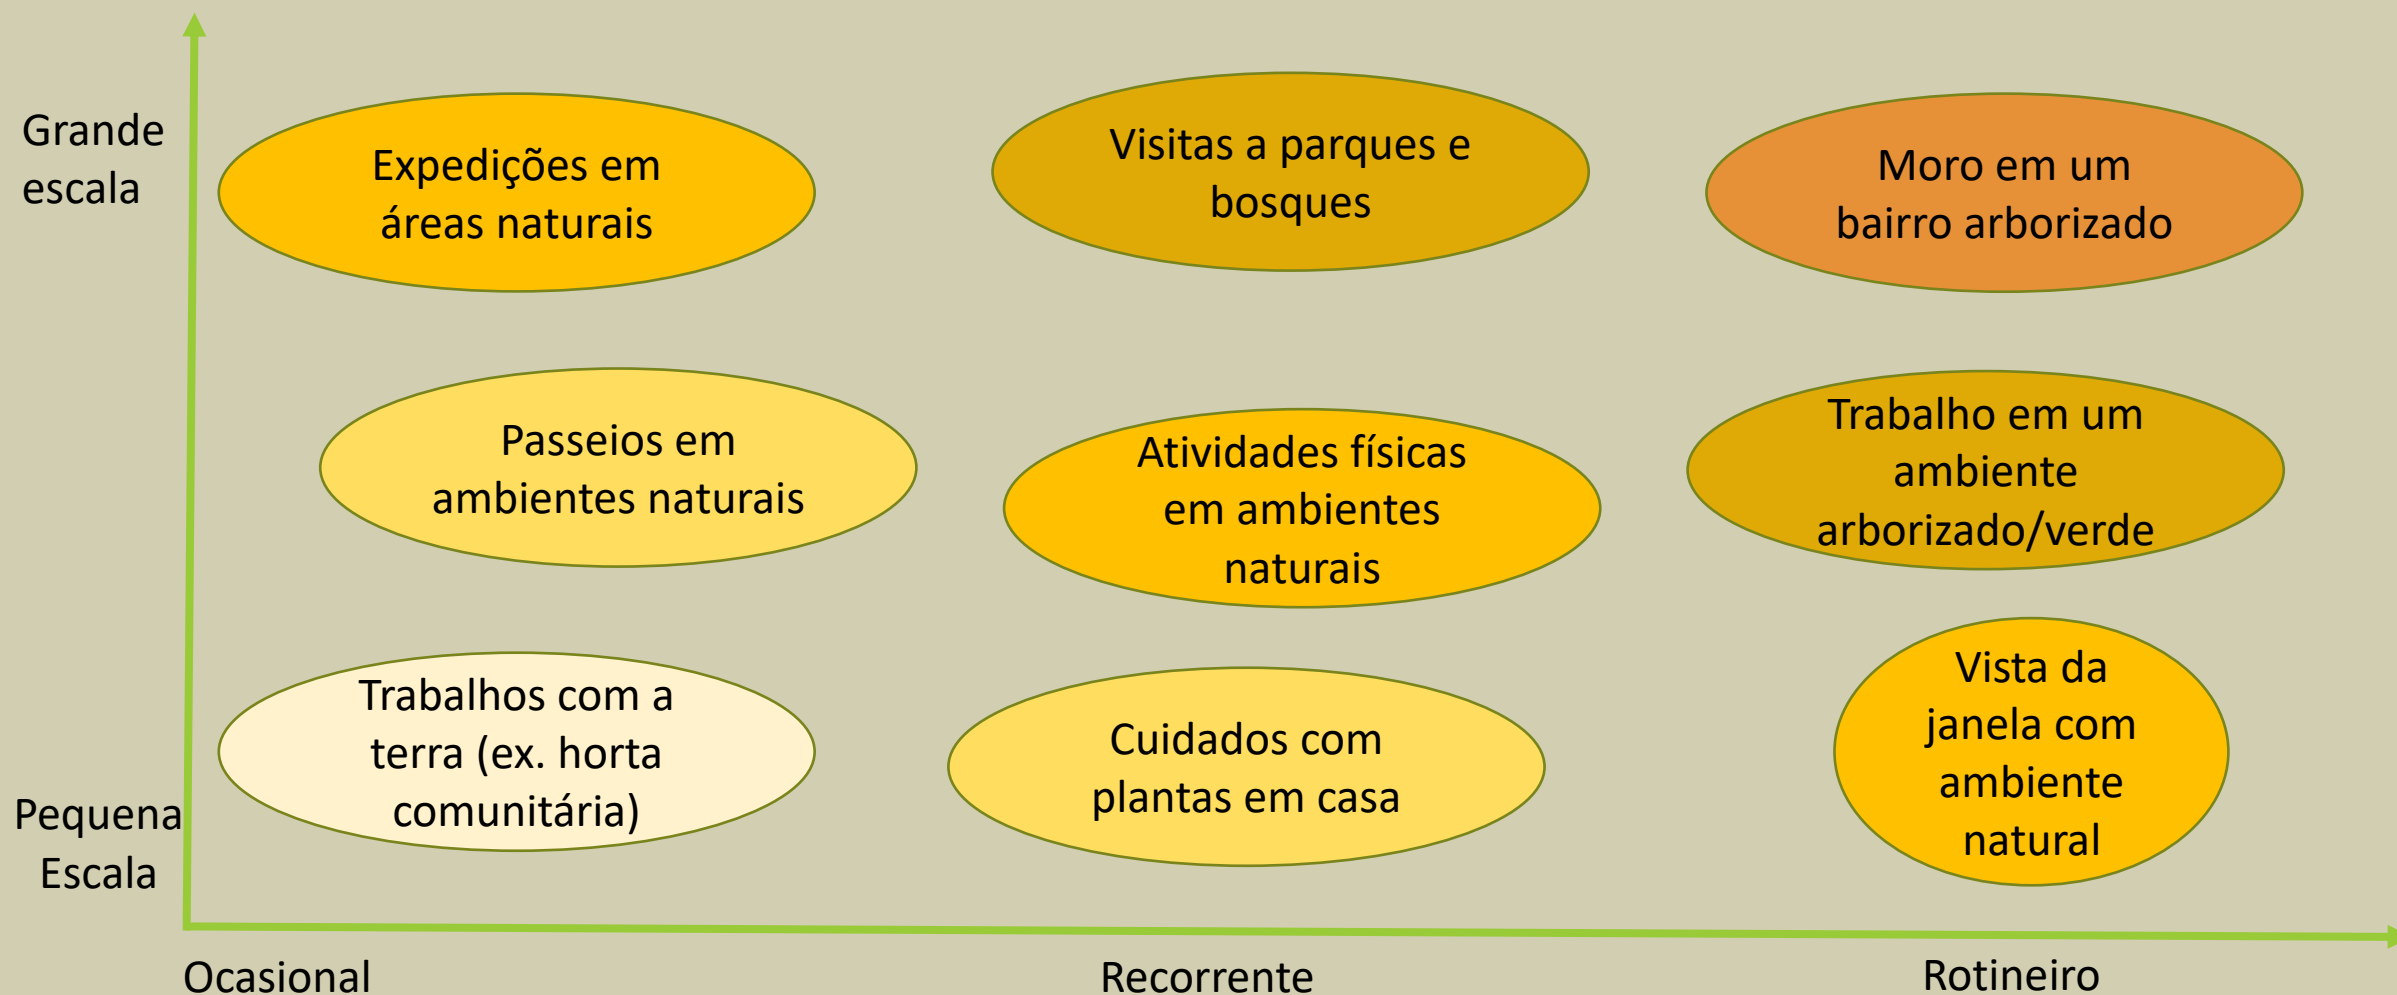 Grande
escala
Expedições em
áreas naturais
Visitas a parques e
bosques
Moro em um
bairro arborizado
Passeios em
ambientes naturais
Atividades físicas
em ambientes
naturais
Trabalho em um
ambiente
arborizado/verde
Trabalhos com a
terra (ex. horta
comunitária)
Cuidados com
plantas em casa
Vista da
janela com
ambiente
natural
Pequena
Escala
Ocasional
Recorrente
Rotineiro